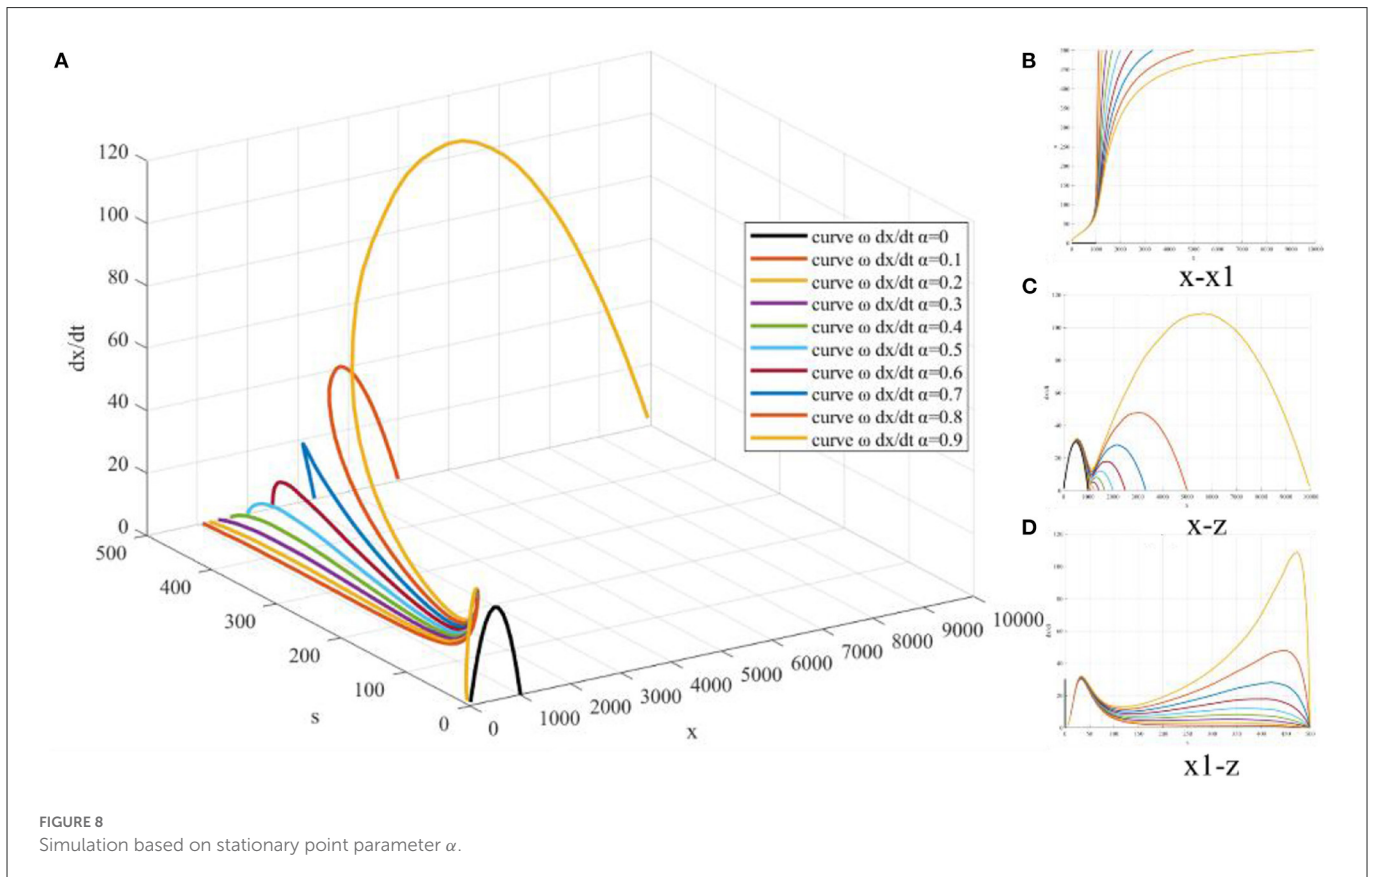 A
120
100
80
60
40
20
0
dx/dt
500
400
300
200
100
0
s
0
1000
2000
3000
4000
5000
6000
7000
8000
9000
10000
x
curve ω dx/dt α=0
curve ω dx/dt α=0.1
curve ω dx/dt α=0.2
curve ω dx/dt α=0.3
curve ω dx/dt α=0.4
curve ω dx/dt α=0.5
curve ω dx/dt α=0.6
curve ω dx/dt α=0.7
curve ω dx/dt α=0.8
curve ω dx/dt α=0.9
B
x-x1
C
x-z
D
x1-z
FIGURE 8
Simulation based on stationary point parameter α.